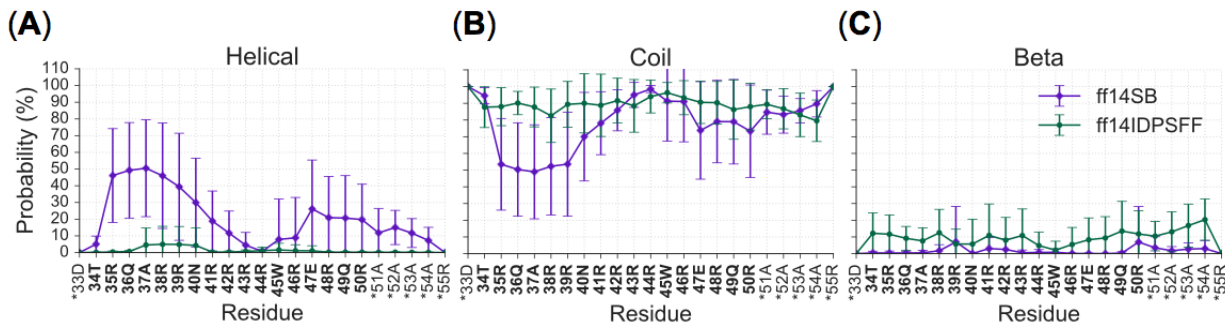 (A)
Helical
Probability (%)
110
100
90
80
70
60
50
40
30
20
10
0
*33D
34T
35R
36Q
37A
38R
39R
40N
41R
42R
43R
44R
45W
46R
47E
48R
49Q
50R
*51A
*52A
*53A
*54A
*55R
Residue
(B)
Coil
*33D
34T
35R
36Q
37A
38R
39R
40N
41R
42R
43R
44R
45W
46R
47E
48R
49Q
50R
*51A
*52A
*53A
*54A
*55R
Residue
(C)
Beta
ff14SB
ff14IDPSFF
*33D
34T
35R
36Q
37A
38R
39R
40N
41R
42R
43R
44R
45W
46R
47E
48R
49Q
50R
*51A
*52A
*53A
*54A
*55R
Residue